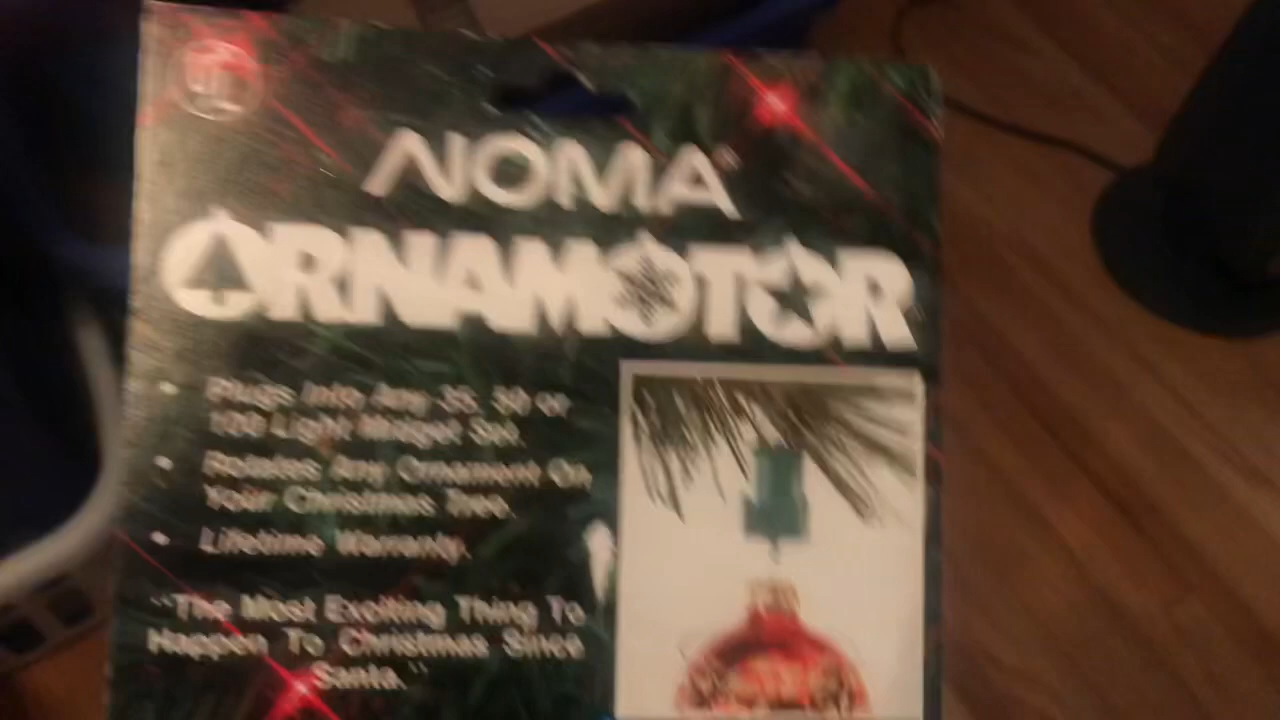 NOMA
ORNAMOTOR
• Plugs Into Any 35, 50 or
100 Light Midget Set.
• Rotates Any Ornament On
Your Christmas Tree.
• Lifetime Warranty.
“The Most Exciting Thing To
Happen To Christmas Since
Santa.”